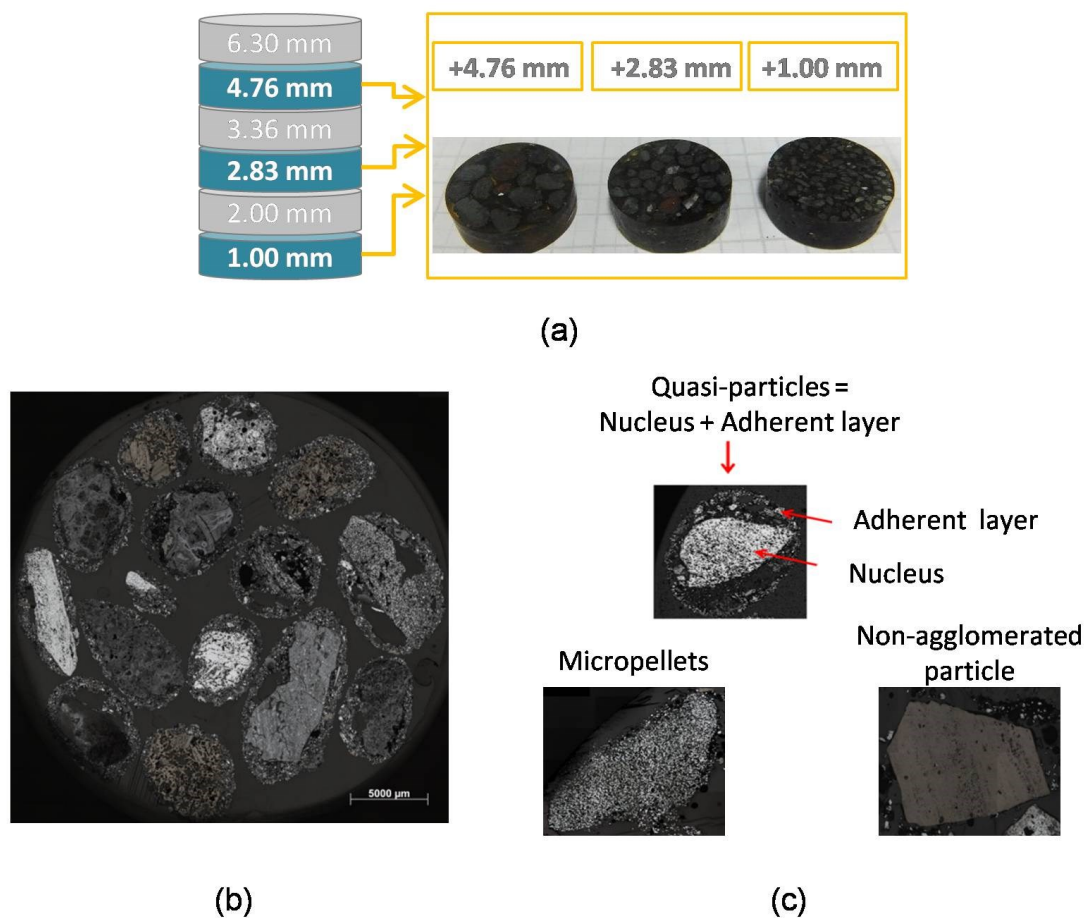 6.30 mm
4.76 mm
3.36 mm
2.83 mm
2.00 mm
1.00 mm
+4.76 mm
+2.83 mm
+1.00 mm
(a)
5000 µm
(b)
Quasi-particles =
Nucleus + Adherent layer
Adherent layer
Nucleus
Micropellets
Non-agglomerated
particle
(c)